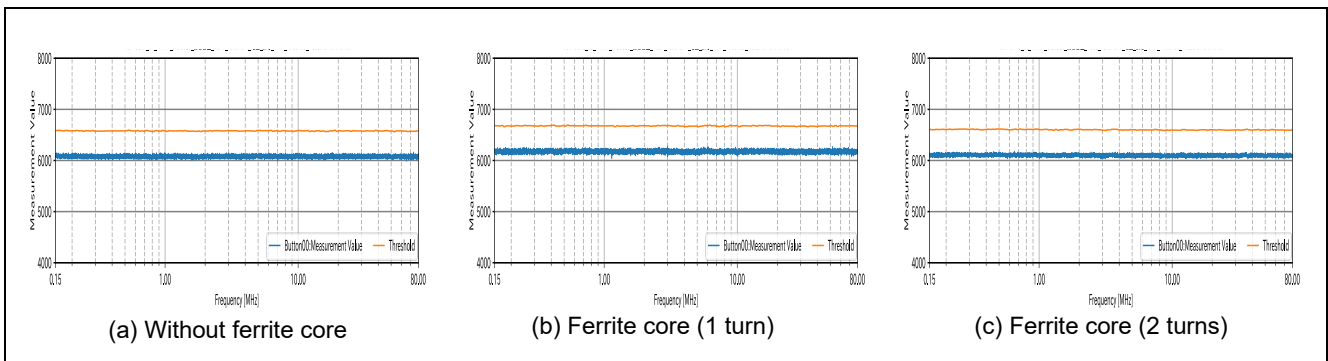 8000
7000
6000
5000
4000
Measurement Value
Button00:Measurement Value
Threshold
0.15
1.00
10.00
80.00
Frequency [MHz]
(a) Without ferrite core
8000
7000
6000
5000
4000
Measurement Value
Button00:Measurement Value
Threshold
0.15
1.00
10.00
80.00
Frequency [MHz]
(b) Ferrite core (1 turn)
8000
7000
6000
5000
4000
Measurement Value
Button00:Measurement Value
Threshold
0.15
1.00
10.00
80.00
Frequency [MHz]
(c) Ferrite core (2 turns)